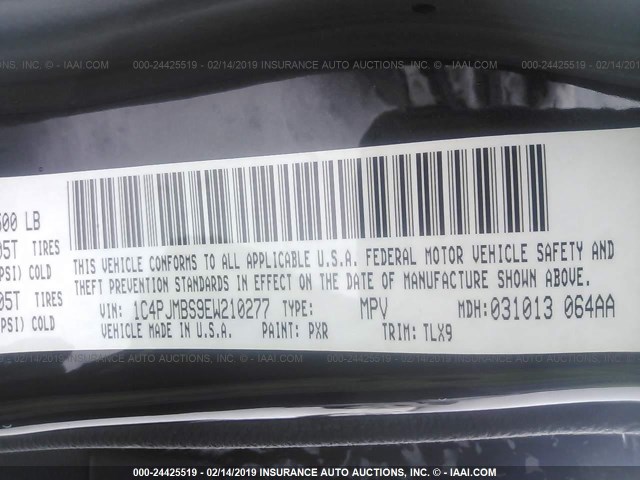 000-24425519 - 02/14/2019 INSURANCE AUTO AUCTIONS, INC. - IAAI.COM
500 LB
05T TIRES
PSI) COLD
05T TIRES
PSI) COLD
THIS VEHICLE CONFORMS TO ALL APPLICABLE U.S.A. FEDERAL MOTOR VEHICLE SAFETY AND
THEFT PREVENTION STANDARDS IN EFFECT ON THE DATE OF MANUFACTURE SHOWN ABOVE.
VIN: 1C4PJMBS9EW210277 TYPE: MPV MDH: 031013 064AA
VEHICLE MADE IN U.S.A. PAINT: PXR TRIM: TLX9
000-24425519 - 02/14/2019 INSURANCE AUTO AUCTIONS, INC. - IAAI.COM